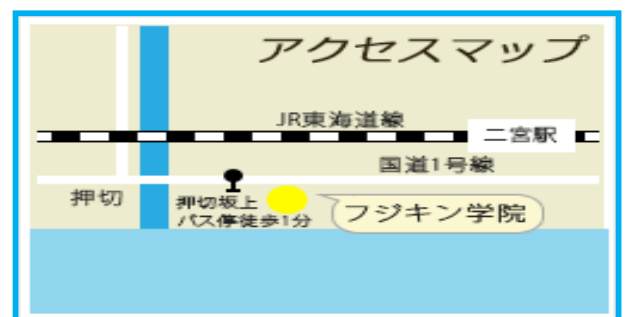 アクセスマップ
JR東海道線
二宮駅
国道1号線
押切
押切坂上
バス停徒歩1分
フジキン学院